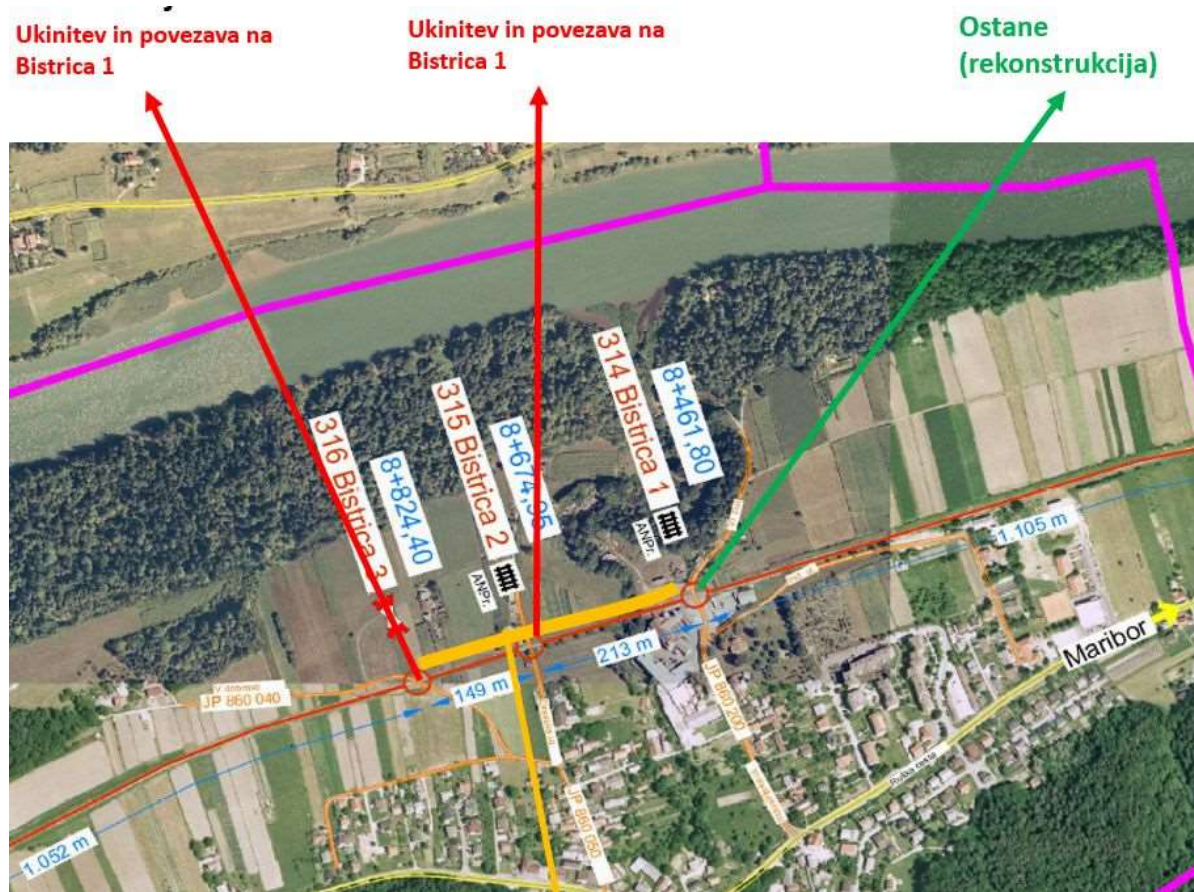 Ukinitev in povezava na
Bistrica 1
Ukinitev in povezava na
Bistrica 1
Ostane
(rekonstrukcija)
316 Bistrica 3
8+824,40
315 Bistrica 2
8+674,95
ANPr.
314 Bistrica 1
8+461,80
ANPr.
1.105 m
213 m
149 m
1.052 m
JP 860 040
JP 860 050
Maribor
Ruška cesta